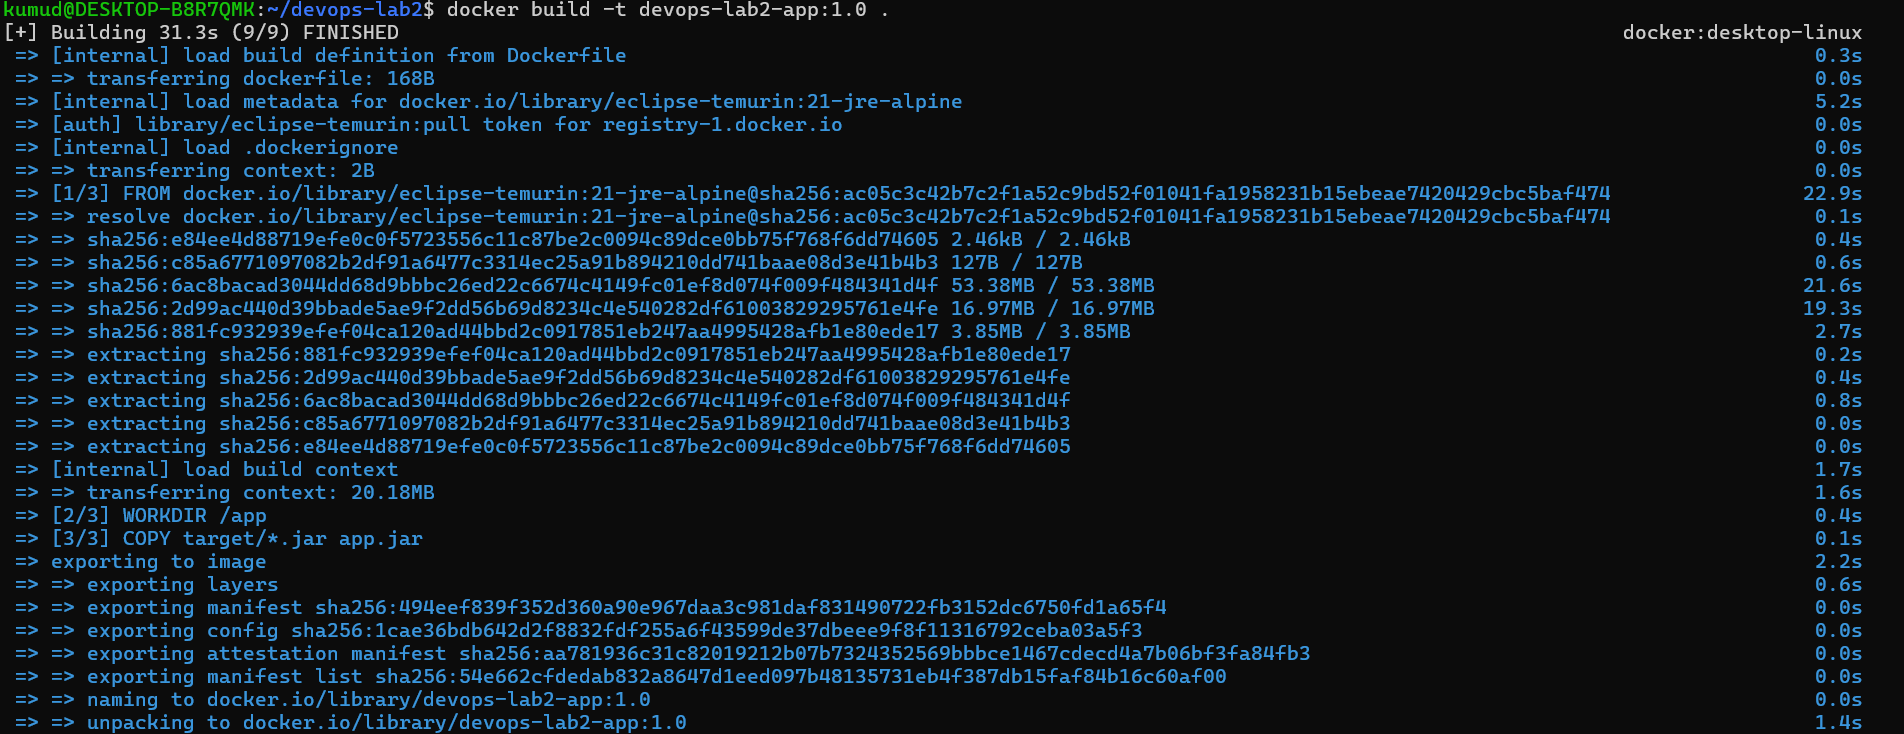 kumud@DESKTOP-B8R7QMK:~/devops-lab2$ docker build -t devops-lab2-app:1.0 .
[+] Building 31.3s (9/9) FINISHED docker:desktop-linux
=> [internal] load build definition from Dockerfile 0.3s
=> => transferring dockerfile: 168B 0.0s
=> [internal] load metadata for docker.io/library/eclipse-temurin:21-jre-alpine 5.2s
=> [auth] library/eclipse-temurin:pull token for registry-1.docker.io 0.0s
=> [internal] load .dockerignore 0.0s
=> => transferring context: 2B 0.0s
=> [1/3] FROM docker.io/library/eclipse-temurin:21-jre-alpine@sha256:ac05c3c42b7c2f1a52c9bd52f01041fa1958231b15ebeae7420429cbc5baf474 22.9s
=> => resolve docker.io/library/eclipse-temurin:21-jre-alpine@sha256:ac05c3c42b7c2f1a52c9bd52f01041fa1958231b15ebeae7420429cbc5baf474 0.1s
=> => sha256:e84ee4d88719efe0c0f5723556c11c87be2c0094c89dce0bb75f768f6dd74605 2.46kB / 2.46kB 0.4s
=> => sha256:c85a6771097082b2df91a6477c3314ec25a91b894210dd741baae08d3e41b4b3 127B / 127B 0.6s
=> => sha256:6ac8bacad3044dd68d9bbbc26ed22c6674c4149fc01ef8d074f009f484341d4f 53.38MB / 53.38MB 21.6s
=> => sha256:2d99ac440d39bbade5ae9f2dd56b69d8234c4e540282df61003829295761e4fe 16.97MB / 16.97MB 19.3s
=> => sha256:881fc932939efef04ca120ad44bbd2c0917851eb247aa4995428afb1e80ede17 3.85MB / 3.85MB 2.7s
=> => extracting sha256:881fc932939efef04ca120ad44bbd2c0917851eb247aa4995428afb1e80ede17 0.2s
=> => extracting sha256:2d99ac440d39bbade5ae9f2dd56b69d8234c4e540282df61003829295761e4fe 0.4s
=> => extracting sha256:6ac8bacad3044dd68d9bbbc26ed22c6674c4149fc01ef8d074f009f484341d4f 0.8s
=> => extracting sha256:c85a6771097082b2df91a6477c3314ec25a91b894210dd741baae08d3e41b4b3 0.0s
=> => extracting sha256:e84ee4d88719efe0c0f5723556c11c87be2c0094c89dce0bb75f768f6dd74605 0.0s
=> [internal] load build context 1.7s
=> => transferring context: 20.18MB 1.6s
=> [2/3] WORKDIR /app 0.4s
=> [3/3] COPY target/*.jar app.jar 0.1s
=> exporting to image 2.2s
=> => exporting layers 0.6s
=> => exporting manifest sha256:494eef839f352d360a90e967daa3c981daf831490722fb3152dc6750fd1a65f4 0.0s
=> => exporting config sha256:1cae36bdb642d2f8832fdf255a6f43599de37dbeee9f8f11316792ceba03a5f3 0.0s
=> => exporting attestation manifest sha256:aa781936c31c82019212b07b7324352569bbbce1467cdecd4a7b06bf3fa84fb3 0.0s
=> => exporting manifest list sha256:54e662cfdedab832a8647d1eed097b48135731eb4f387db15faf84b16c60af00 0.0s
=> => naming to docker.io/library/devops-lab2-app:1.0 0.0s
=> => unpacking to docker.io/library/devops-lab2-app:1.0 1.4s